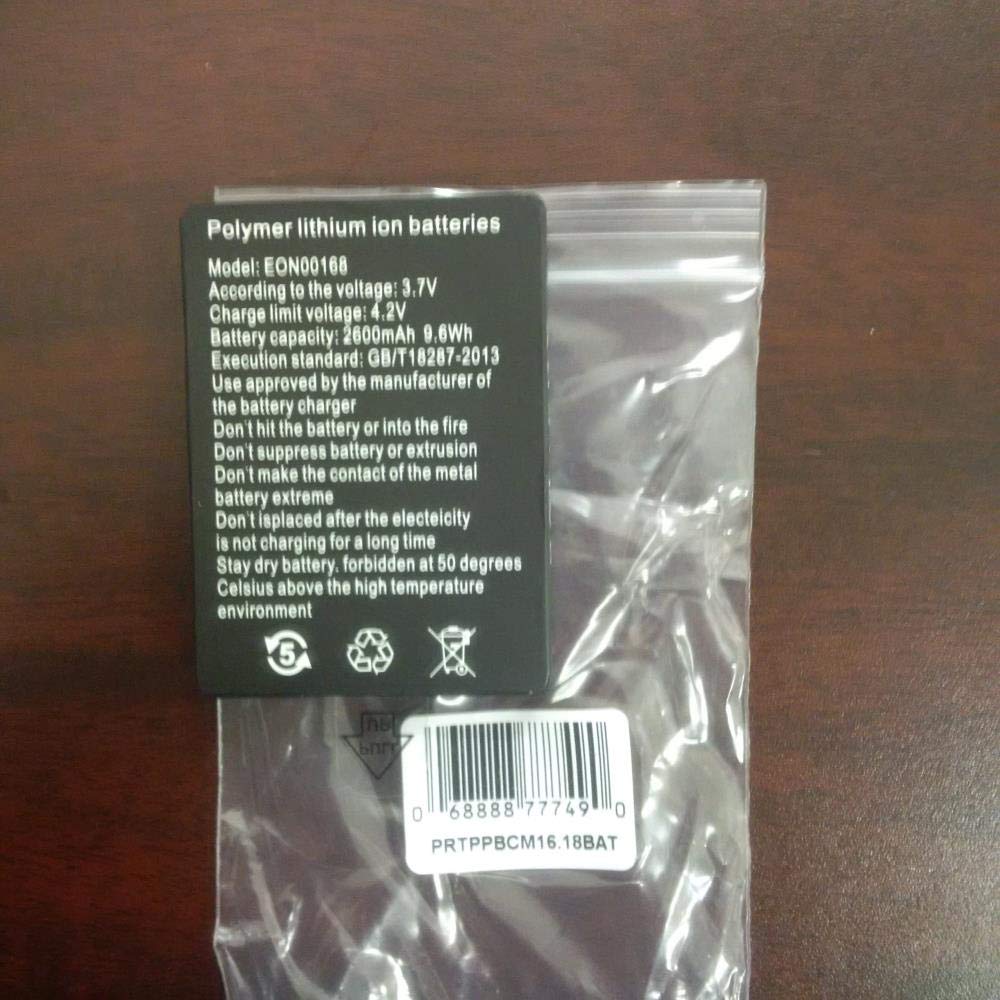 Polymer lithium ion batteries
Model: EON00168
According to the voltage: 3.7V
Charge limit voltage: 4.2V
Battery capacity: 2600mAh 9.6Wh
Execution standard: GB/T18287-2013
Use approved by the manufacturer of
the battery charger
Don't hit the battery or into the fire
Don't suppress battery or extrusion
Don't make the contact of the metal
battery extreme
Don't isplaced after the electeicity
is not charging for a long time
Stay dry battery. forbidden at 50 degrees
Celsius above the high temperature
environment
5
0 68888 77749 0
PRTPPBCM16.18BAT